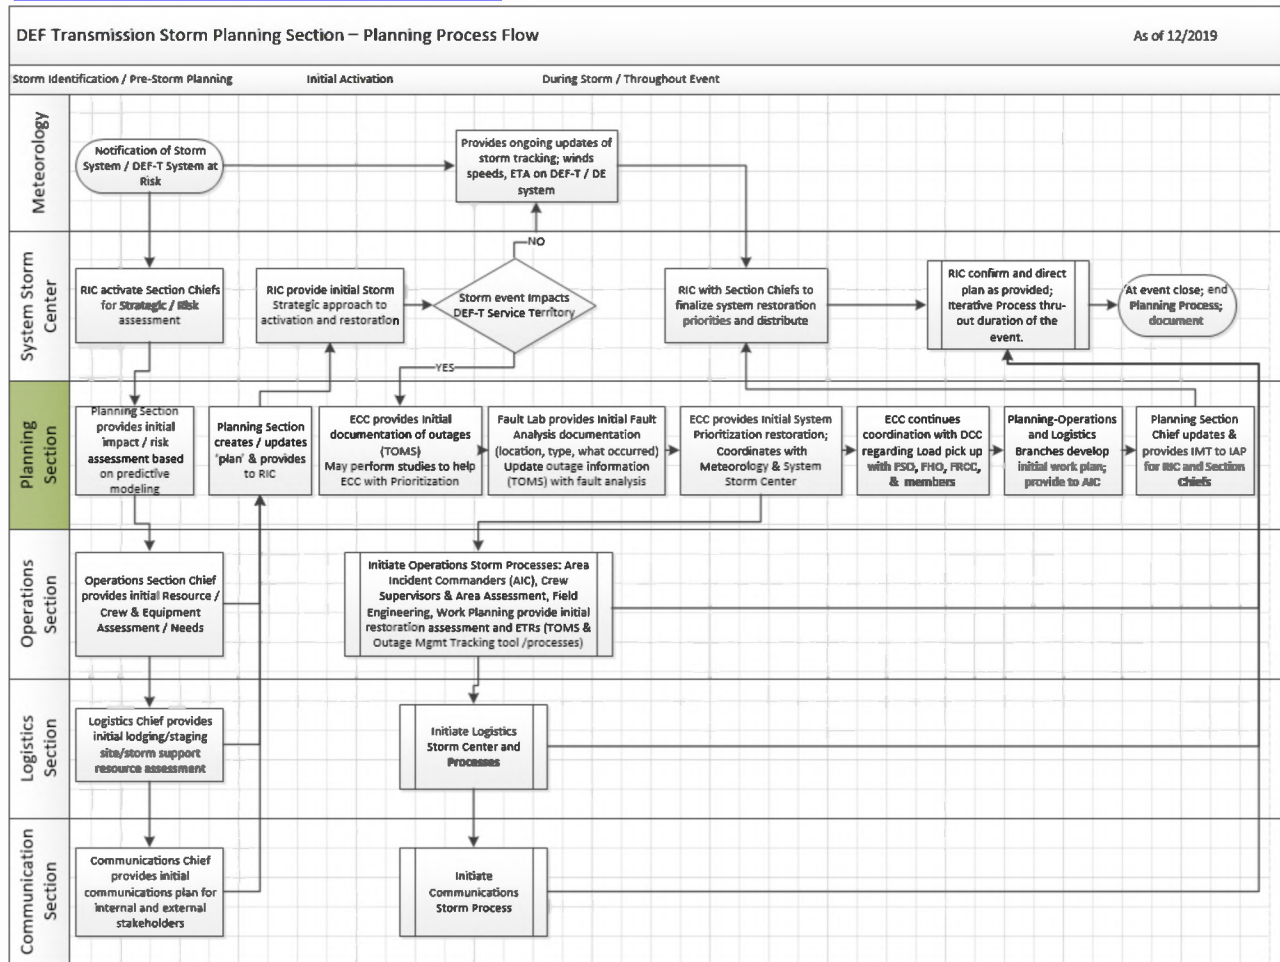 DEF Transmission Storm Planning Section – Planning Process Flow
As of 12/2019
Storm Identification / Pre-Storm Planning
Initial Activation
During Storm / Throughout Event
Meteorology
Notification of Storm
System / DEF-T System at
Risk
Provides ongoing updates of
storm tracking; winds
speeds, ETA on DEF-T / DE
system
System Storm
Center
RIC activate Section Chiefs
for Strategic / Risk
assessment
RIC provide initial Storm
Strategic approach to
activation and restoration
NO
Storm event Impacts
DEF-T Service Territory
YES
RIC with Section Chiefs to
finalize system restoration
priorities and distribute
RIC confirm and direct
plan as provided;
Iterative Process thru-
out duration of the
event.
At event close; end
Planning Process;
document
Planning
Section
Planning Section
provides initial
impact / risk
assessment based
on predictive
modeling
Planning Section
creates / updates
"plan" & provides
to RIC
ECC provides Initial
documentation of outages
(TOMS)
May perform studies to help
ECC with Prioritization
Fault Lab provides Initial Fault
Analysis documentation
(location, type, what occurred)
Update outage information
(TOMS) with fault analysis
ECC provides Initial System
Prioritization restoration;
Coordinates with
Meteorology & System
Storm Center
ECC continues
coordination with DCC
regarding Load pick up
with FSO, FHO, FRCC,
& members
Planning-Operations
and Logistics
Branches develop
initial work plan;
provide to AIC
Planning Section
Chief updates &
provides IMT to IAP
for RIC and Section
Chiefs
Operations
Section
Operations Section Chief
provides initial Resource /
Crew & Equipment
Assessment / Needs
Initiate Operations Storm Processes: Area
Incident Commanders (AIC), Crew
Supervisors & Area Assessment, Field
Engineering, Work Planning provide initial
restoration assessment and ETRs (TOMS &
Outage Mgmt Tracking tool /processes)
Logistics
Section
Logistics Chief provides
initial lodging/staging
site/storm support
resource assessment
Initiate Logistics
Storm Center and
Processes
Communication
Section
Communications Chief
provides initial
communications plan for
internal and external
stakeholders
Initiate
Communications
Storm Process